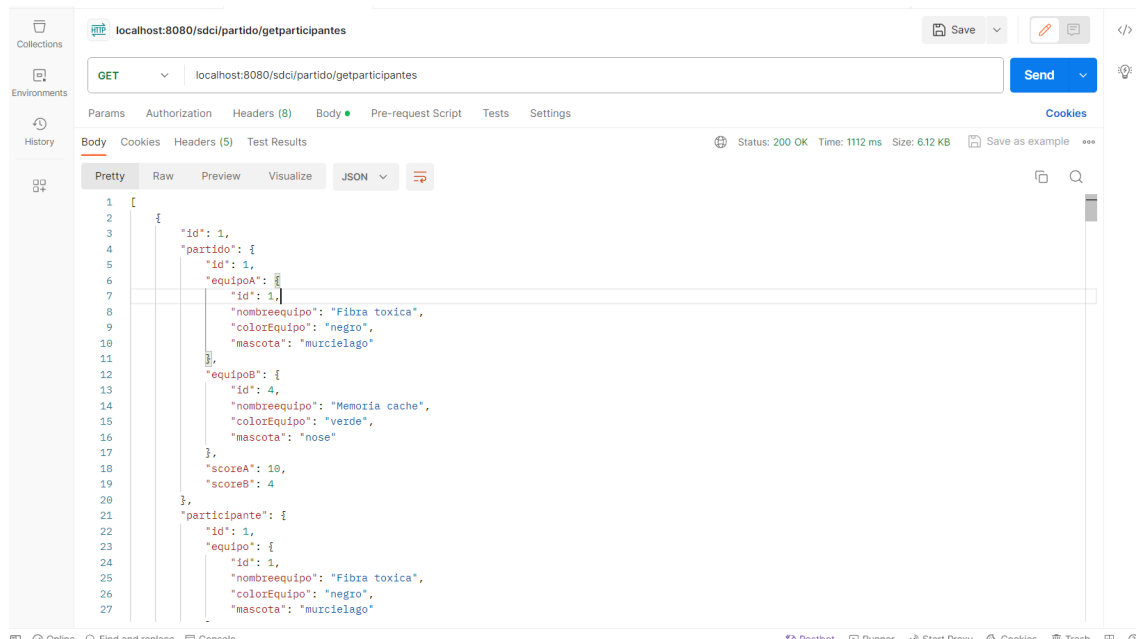 Collections
Environments
History
HTTP localhost:8080/sdci/partido/getparticipantes
Save
GET localhost:8080/sdci/partido/getparticipantes
Send
Params Authorization Headers (8) Body Pre-request Script Tests Settings Cookies
Body Cookies Headers (5) Test Results Status: 200 OK Time: 1112 ms Size: 6.12 KB Save as example
Pretty Raw Preview Visualize JSON
1 [
2 {
3 "id": 1,
4 "partido": {
5 "id": 1,
6 "equipoA": {
7 "id": 1,
8 "nombreequipo": "Fibra toxica",
9 "colorEquipo": "negro",
10 "mascota": "murcielago"
11 },
12 "equipoB": {
13 "id": 4,
14 "nombreequipo": "Memoria cache",
15 "colorEquipo": "verde",
16 "mascota": "nose"
17 },
18 "scoreA": 10,
19 "scoreB": 4
20 },
21 "participante": {
22 "id": 1,
23 "equipo": {
24 "id": 1,
25 "nombreequipo": "Fibra toxica",
26 "colorEquipo": "negro",
27 "mascota": "murcielago"
Online Find and replace Console Postbot Runner Start Proxy Cookies Trash